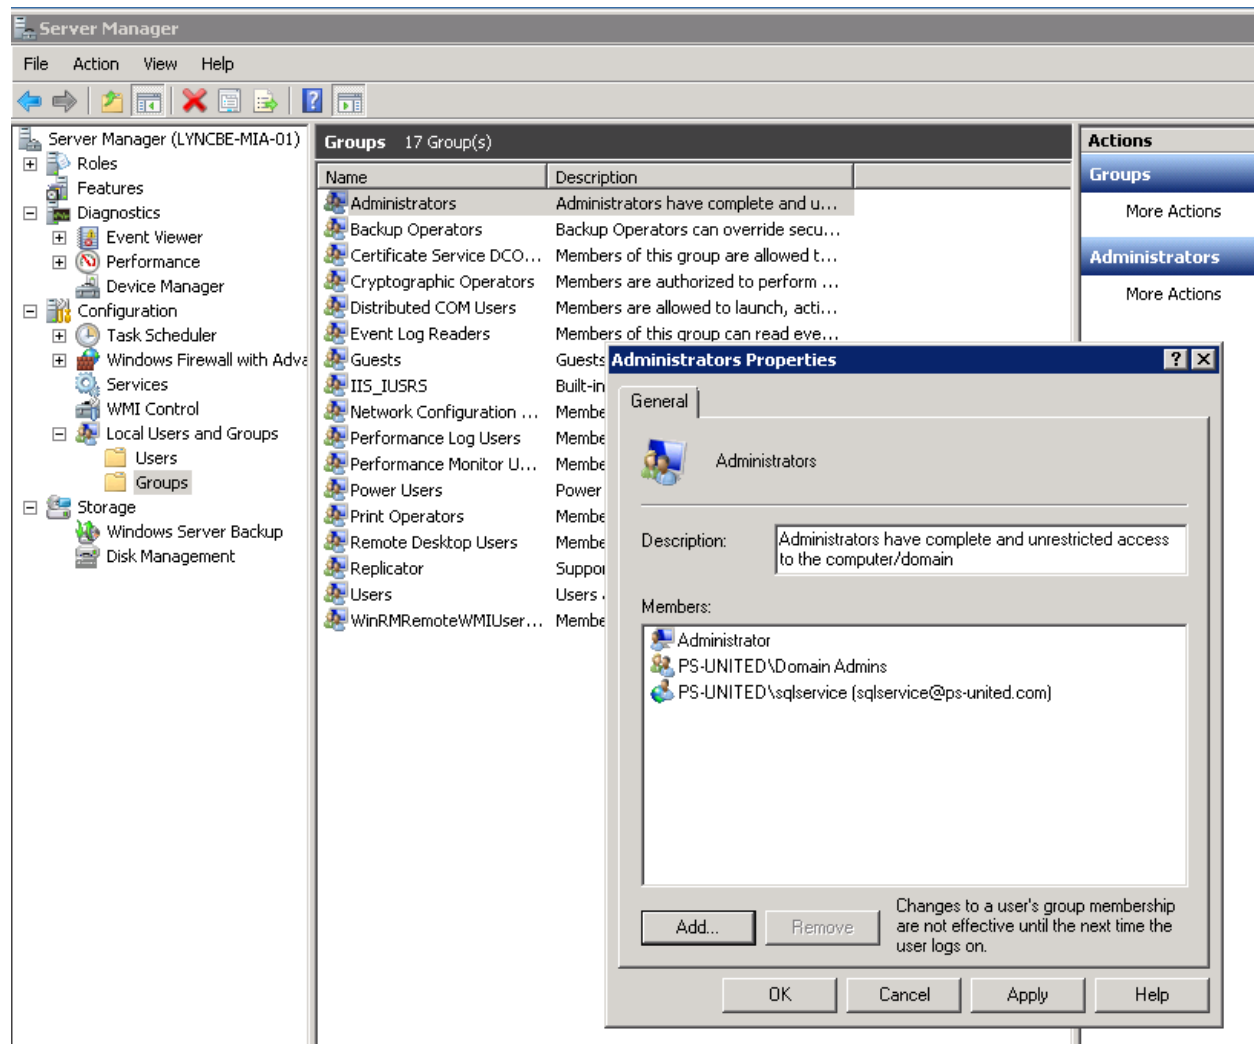 Server Manager
File Action View Help
Server Manager (LYNCBE-MIA-01)
Roles
Features
Diagnostics
Event Viewer
Performance
Device Manager
Configuration
Task Scheduler
Windows Firewall with Adva
Services
WMI Control
Local Users and Groups
Users
Groups
Storage
Windows Server Backup
Disk Management
Groups 17 Group(s)
Name Description
Administrators Administrators have complete and u...
Backup Operators Backup Operators can override secu...
Certificate Service DCO... Members of this group are allowed t...
Cryptographic Operators Members are authorized to perform ...
Distributed COM Users Members are allowed to launch, acti...
Event Log Readers Members of this group can read eve...
Guests Guests
IIS_IUSRS Built-in
Network Configuration ... Membe
Performance Log Users Membe
Performance Monitor U... Membe
Power Users Power
Print Operators Membe
Remote Desktop Users Membe
Replicator Suppor
Users Users
WinRMRemoteWMIUser... Membe
Actions
Groups
More Actions
Administrators
More Actions
Administrators Properties
General
Administrators
Description: Administrators have complete and unrestricted access
to the computer/domain
Members:
Administrator
PS-UNITED\Domain Admins
PS-UNITED\sqlservice (sqlservice@ps-united.com)
Add... Remove
Changes to a user's group membership
are not effective until the next time the
user logs on.
OK Cancel Apply Help